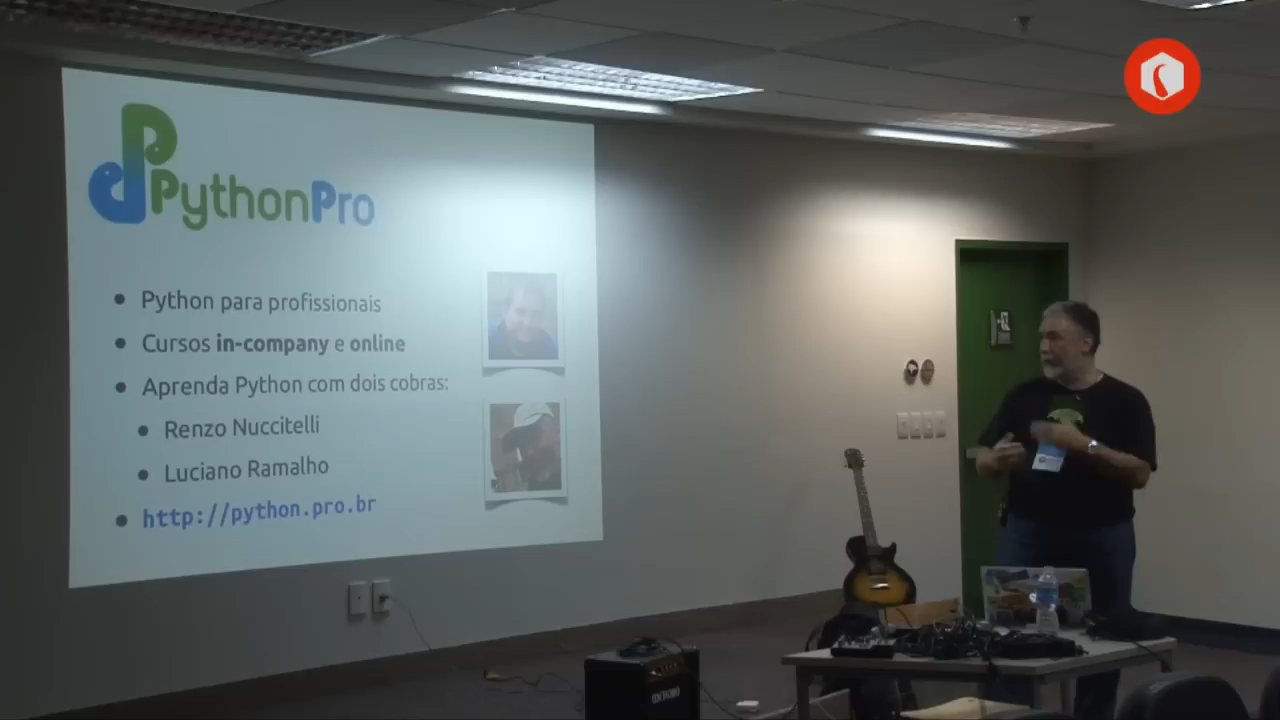 PythonPro
Python para profissionais
Cursos in-company e online
Aprenda Python com dois cobras:
Renzo Nuccitelli
Luciano Ramalho
http://python.pro.br